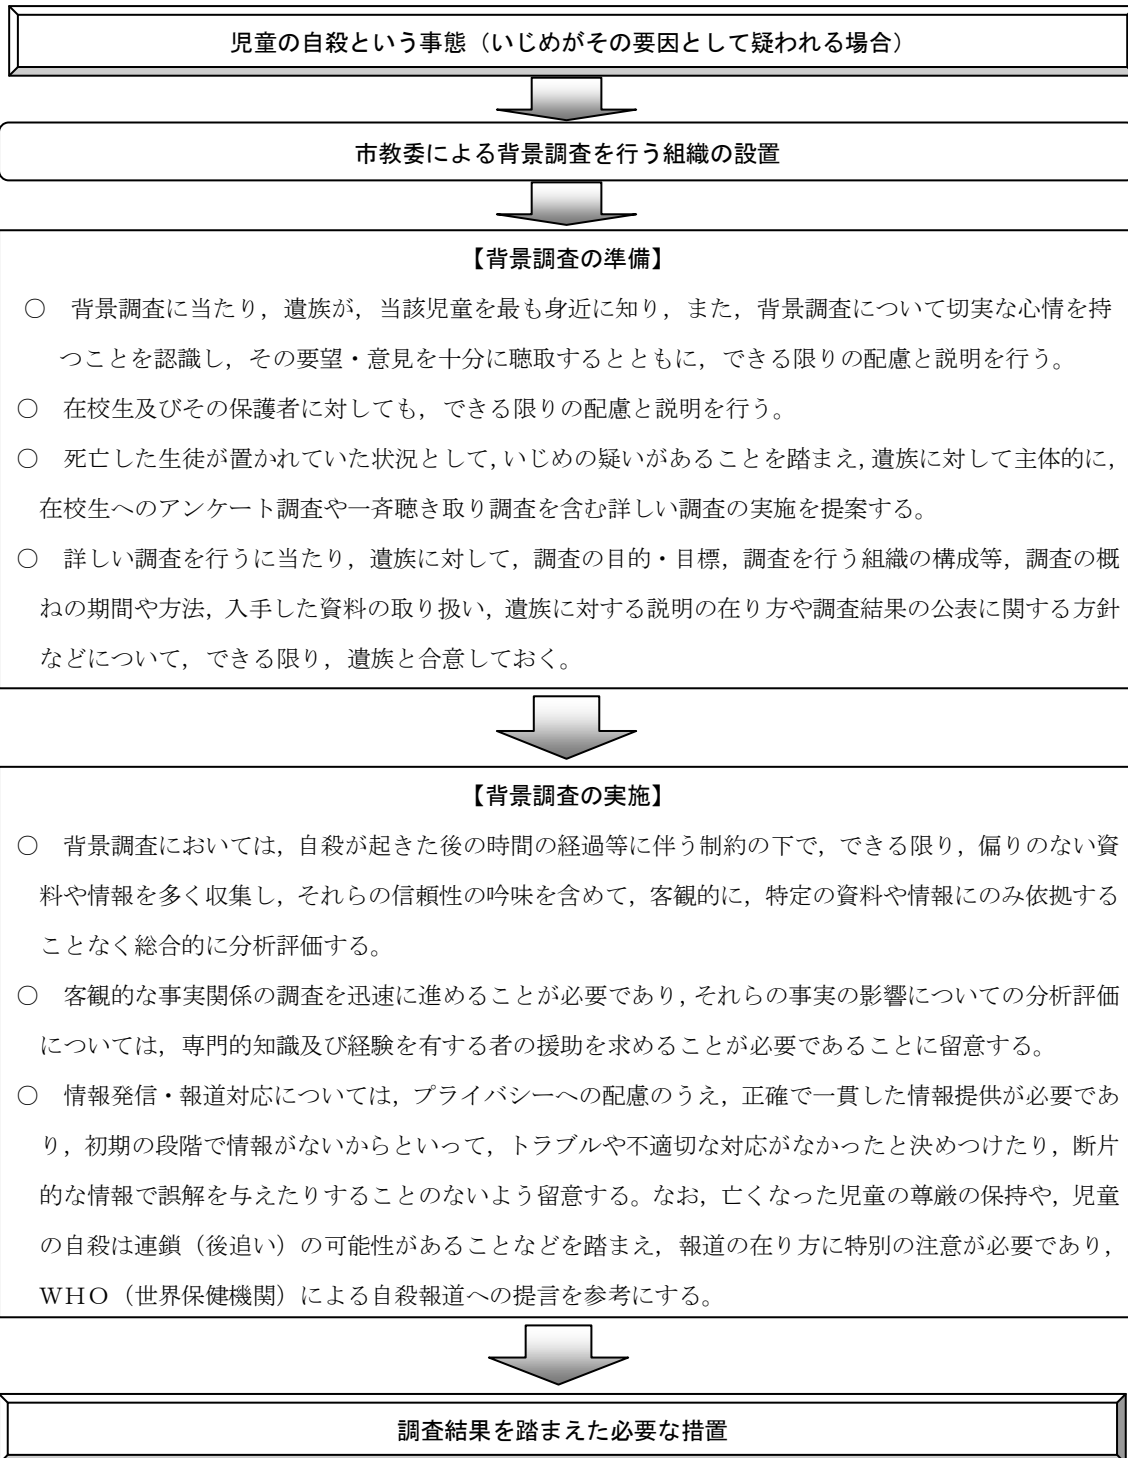 児童の自殺という事態（いじめがその要因として疑われる場合）
市教委による背景調査を行う組織の設置
【背景調査の準備】
○　背景調査に当たり，遺族が，当該児童を最も身近に知り，また，背景調査について切実な心情を持
つことを認識し，その要望・意見を十分に聴取するとともに，できる限りの配慮と説明を行う。
○　在校生及びその保護者に対しても，できる限りの配慮と説明を行う。
○　死亡した生徒が置かれていた状況として，いじめの疑いがあることを踏まえ，遺族に対して主体的に，
在校生へのアンケート調査や一斉聴き取り調査を含む詳しい調査の実施を提案する。
○　詳しい調査を行うに当たり，遺族に対して，調査の目的・目標，調査を行う組織の構成等，調査の概
ねの期間や方法，入手した資料の取り扱い，遺族に対する説明の在り方や調査結果の公表に関する方針
などについて，できる限り，遺族と合意しておく。
【背景調査の実施】
○　背景調査においては，自殺が起きた後の時間の経過等に伴う制約の下で，できる限り，偏りのない資
料や情報を多く収集し，それらの信頼性の吟味を含めて，客観的に，特定の資料や情報にのみ依拠する
ことなく総合的に分析評価する。
○　客観的な事実関係の調査を迅速に進めることが必要であり，それらの事実の影響についての分析評価
については，専門的知識及び経験を有する者の援助を求めることが必要であることに留意する。
○　情報発信・報道対応については，プライバシーへの配慮のうえ，正確で一貫した情報提供が必要であ
り，初期の段階で情報がないからといって，トラブルや不適切な対応がなかったと決めつけたり，断片
的な情報で誤解を与えたりすることのないよう留意する。なお，亡くなった児童の尊厳の保持や，児童
の自殺は連鎖（後追い）の可能性があることなどを踏まえ，報道の在り方に特別の注意が必要であり，
ＷＨＯ（世界保健機関）による自殺報道への提言を参考にする。
調査結果を踏まえた必要な措置